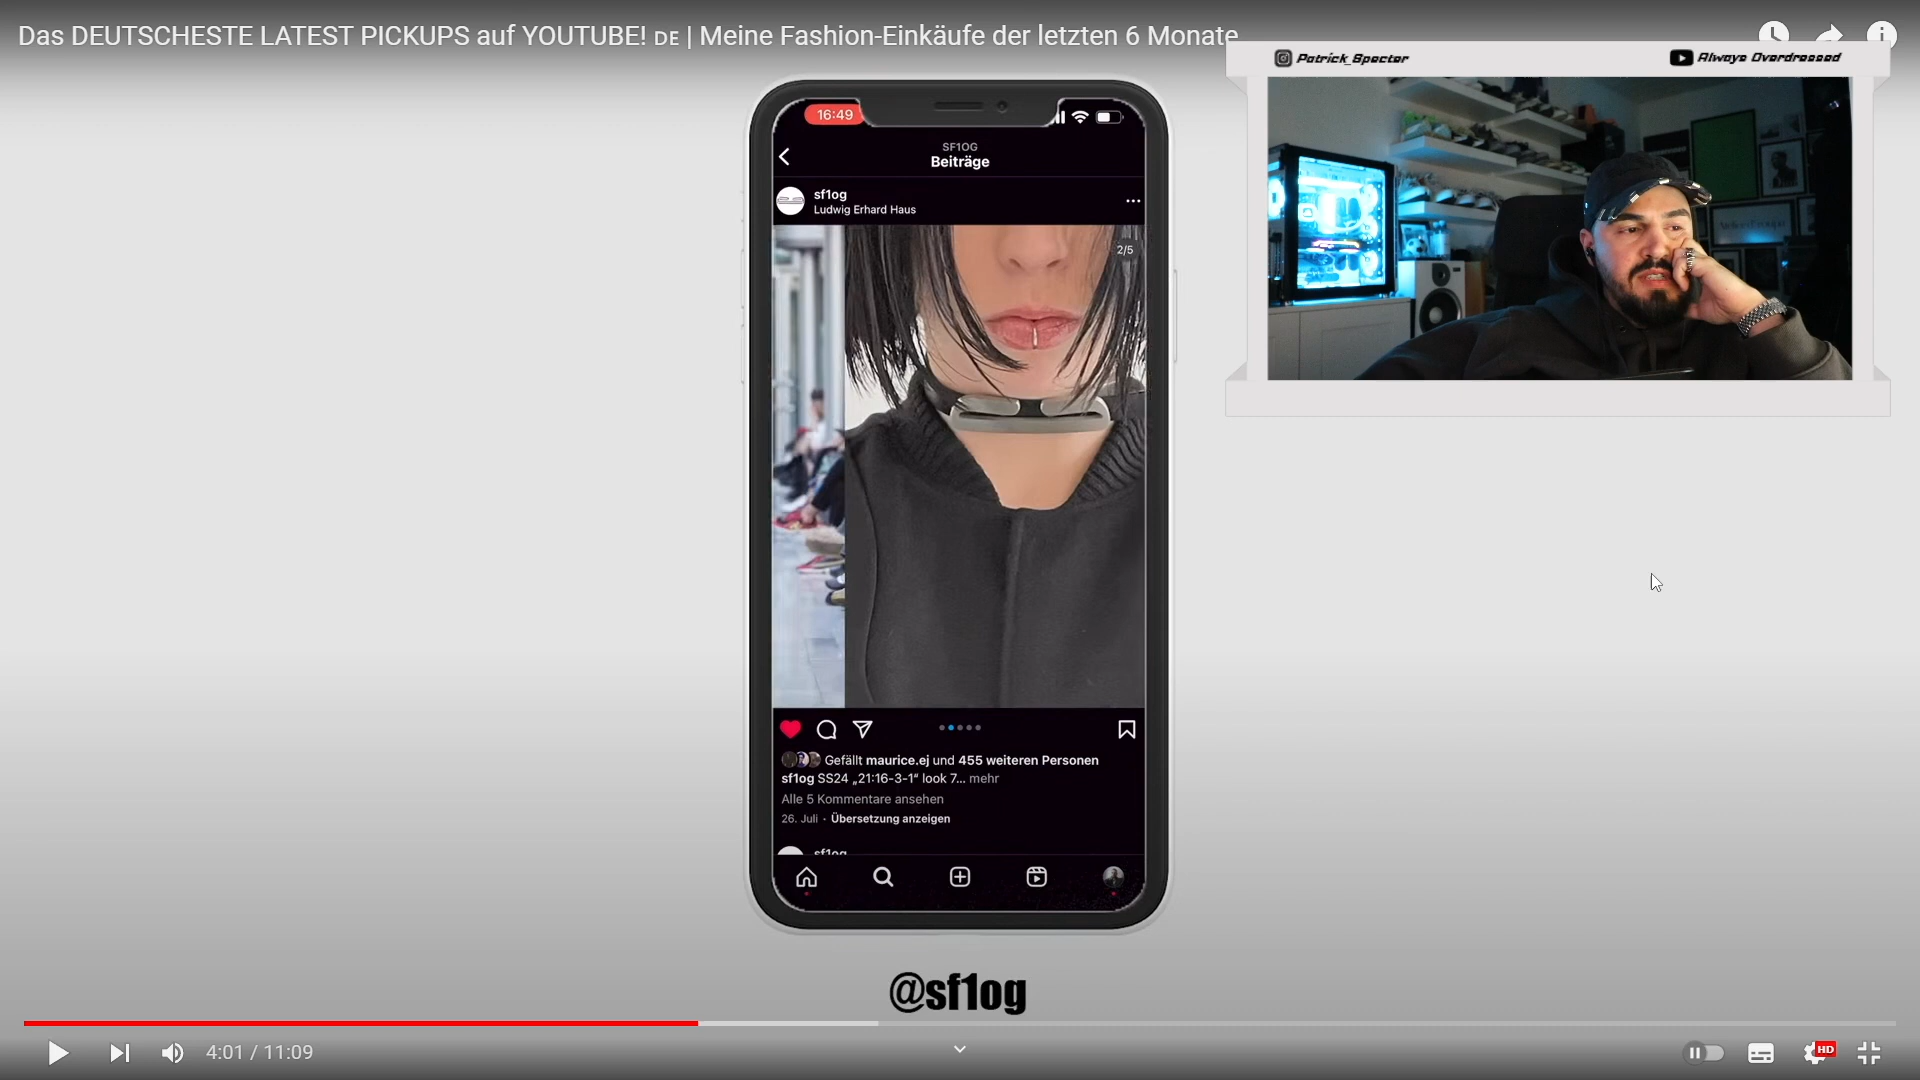 Das DEUTSCHESTE LATEST PICKUPS auf YOUTUBE! DE | Meine Fashion-Einkäufe der letzten 6 Monate
Patrick_Specter
Always Overdressed
16:49
SF1OG
Beiträge
sf1og
Ludwig Erhard Haus
2/5
Gefällt maurice.ej und 455 weiteren Personen
sf1og SS24 „21:16-3-1“ look 7... mehr
Alle 5 Kommentare ansehen
26. Juli · Übersetzung anzeigen
sf1og
@sf1og
4:01 / 11:09
HD